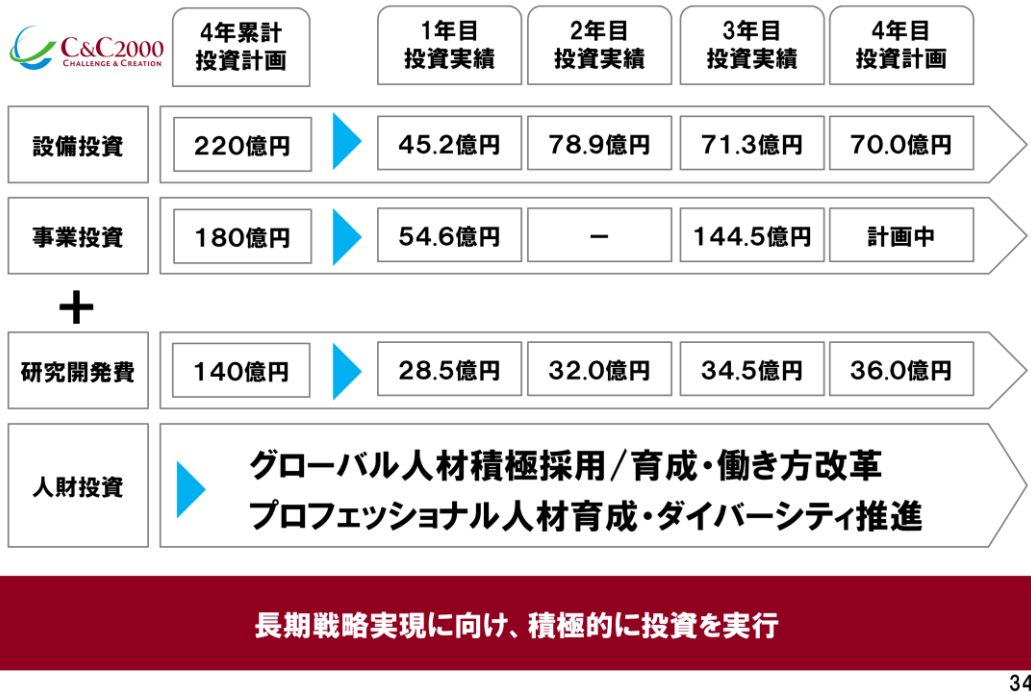 C&C2000
CHALLENGE & CREATION
4年累計
投資計画
1年目
投資実績
2年目
投資実績
3年目
投資実績
4年目
投資計画
設備投資
220億円
45.2億円
78.9億円
71.3億円
70.0億円
事業投資
180億円
54.6億円
－
144.5億円
計画中
＋
研究開発費
140億円
28.5億円
32.0億円
34.5億円
36.0億円
人財投資
グローバル人材積極採用/育成・働き方改革
プロフェッショナル人材育成・ダイバーシティ推進
長期戦略実現に向け、積極的に投資を実行
34